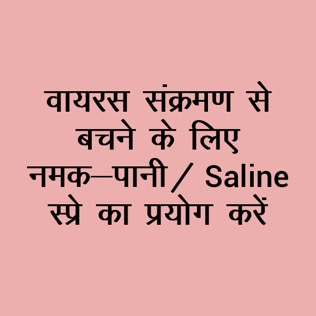 वायरस संक्रमण से
बचने के लिए
नमक–पानी/ Saline
स्प्रे का प्रयोग करें